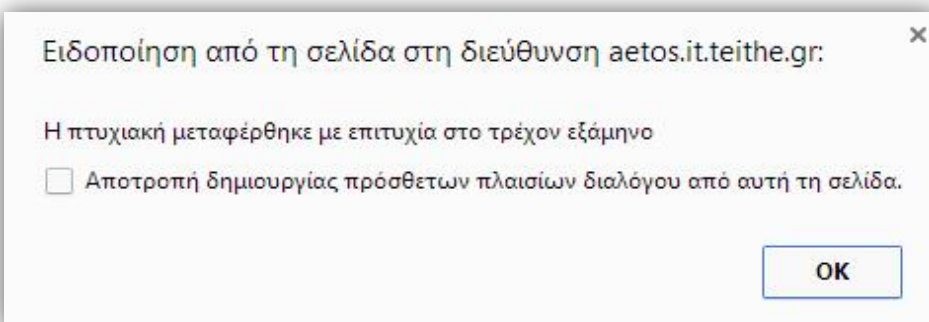 Ειδοποίηση από τη σελίδα στη διεύθυνση aetos.it.teithe.gr:
Η πτυχιακή μεταφέρθηκε με επιτυχία στο τρέχον εξάμηνο
Αποτροπή δημιουργίας πρόσθετων πλαισίων διαλόγου από αυτή τη σελίδα.
OK